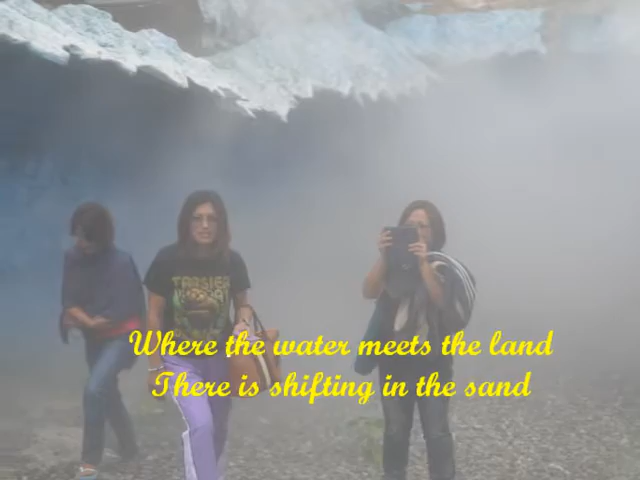 Where the water meets the land
There is shifting in the sand